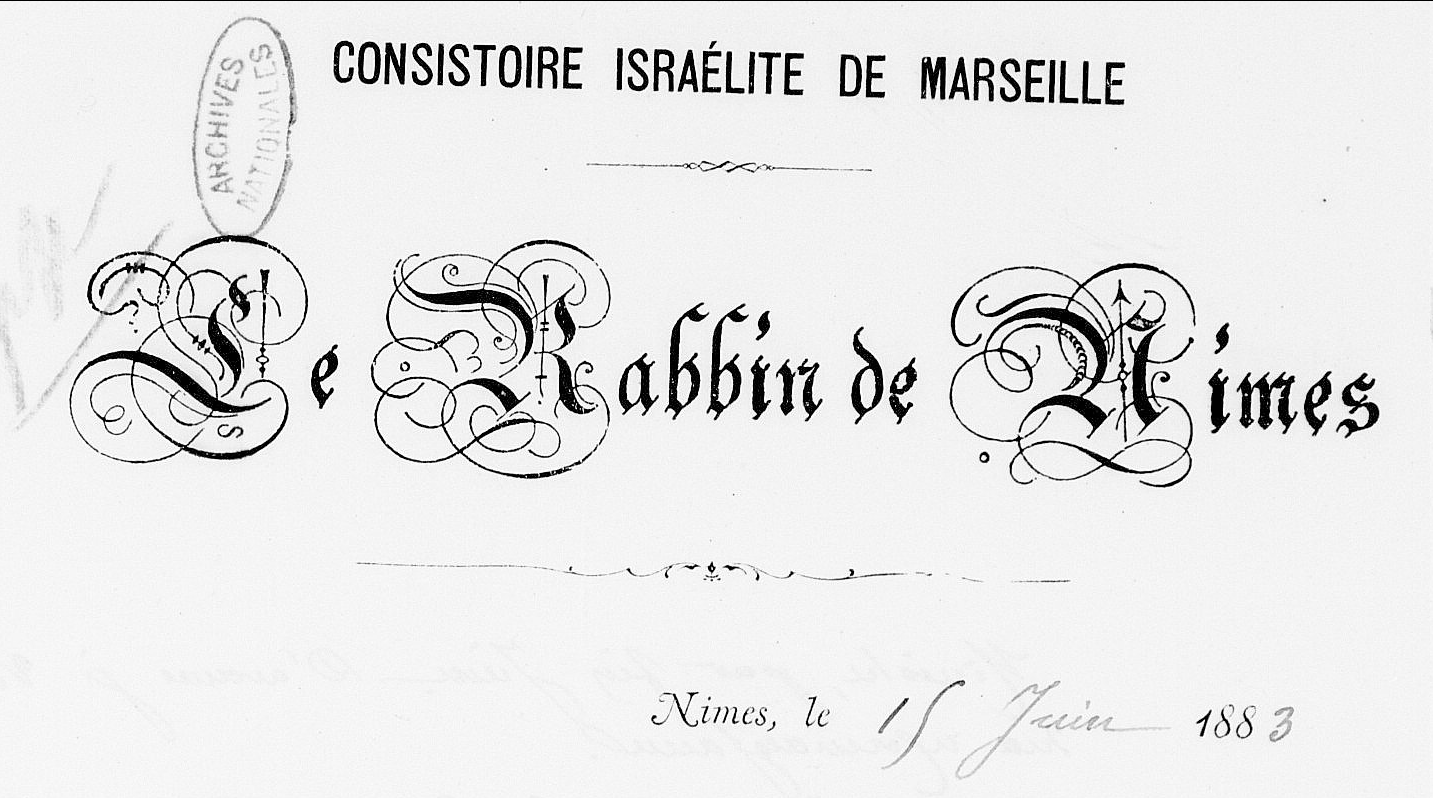 CONSISTOIRE ISRAÉLITE DE MARSEILLE
ARCHIVES
NATIONALES
Le Rabbin de Nimes
Nimes, le 15 Juin 1883